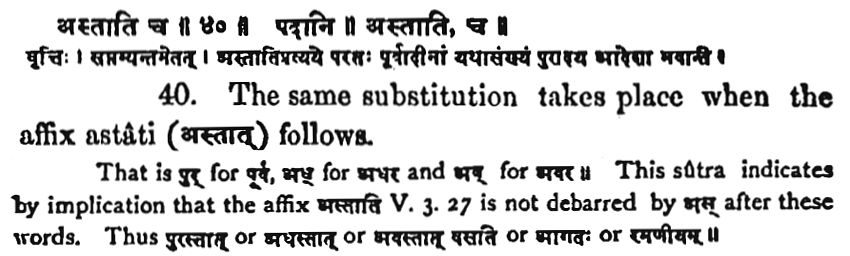 अस्ताति च ॥ ४० ॥ पदानि ॥ अस्ताति, च ॥
वृत्तिः । सप्तम्यन्तमेतत् । अस्तातिप्रत्यये परतः पूर्वादीनां यथासंख्यं पुरादय आदेशा भवन्ति ।
40. The same substitution takes place when the
affix astâti (अस्तात्) follows.
That is पुर् for पूर्व, अध् for अधर and अव् for अवर ॥ This sûtra indicates
by implication that the affix अस्ताति V. 3. 27 is not debarred by अस् after these
words. Thus पुरस्तात् or अधस्तात् or अवस्तात् वसति or आगतः or रमणीयम् ॥